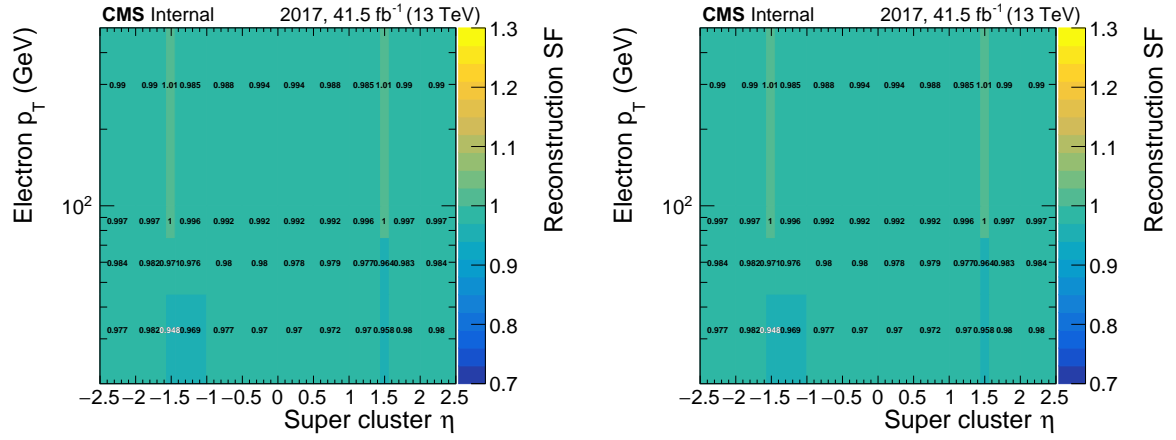 CMS Internal 2017, 41.5 fb⁻¹ (13 TeV)
Electron p_T (GeV)
10²
0.99 0.99 1.01 0.985 0.988 0.994 0.994 0.988 0.985 1.01 0.99 0.99
0.997 0.997 1 0.996 0.992 0.992 0.992 0.992 0.996 1 0.997 0.997
0.984 0.982 0.971 0.976 0.98 0.98 0.978 0.979 0.977 0.964 0.983 0.984
0.977 0.982 0.948 0.969 0.977 0.97 0.97 0.972 0.97 0.958 0.98 0.98
−2.5 −2 −1.5 −1 −0.5 0 0.5 1 1.5 2 2.5
Super cluster η
1.3
1.2
1.1
1
0.9
0.8
0.7
Reconstruction SF
CMS Internal 2017, 41.5 fb⁻¹ (13 TeV)
Electron p_T (GeV)
10²
0.99 0.99 1.01 0.985 0.988 0.994 0.994 0.988 0.985 1.01 0.99 0.99
0.997 0.997 1 0.996 0.992 0.992 0.992 0.992 0.996 1 0.997 0.997
0.984 0.982 0.971 0.976 0.98 0.98 0.978 0.979 0.977 0.964 0.983 0.984
0.977 0.982 0.948 0.969 0.977 0.97 0.97 0.972 0.97 0.958 0.98 0.98
−2.5 −2 −1.5 −1 −0.5 0 0.5 1 1.5 2 2.5
Super cluster η
1.3
1.2
1.1
1
0.9
0.8
0.7
Reconstruction SF